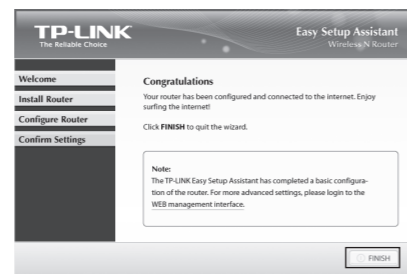 TP-LINK
The Reliable Choice
Easy Setup Assistant
Wireless N Router
Welcome
Install Router
Configure Router
Confirm Settings
Congratulations
Your router has been configured and connected to the internet. Enjoy
surfing the internet!
Click FINISH to quit the wizard.
Note:
The TP-LINK Easy Setup Assistant has completed a basic configura-
tion of the router. For more advanced settings, please login to the
WEB management interface.
FINISH